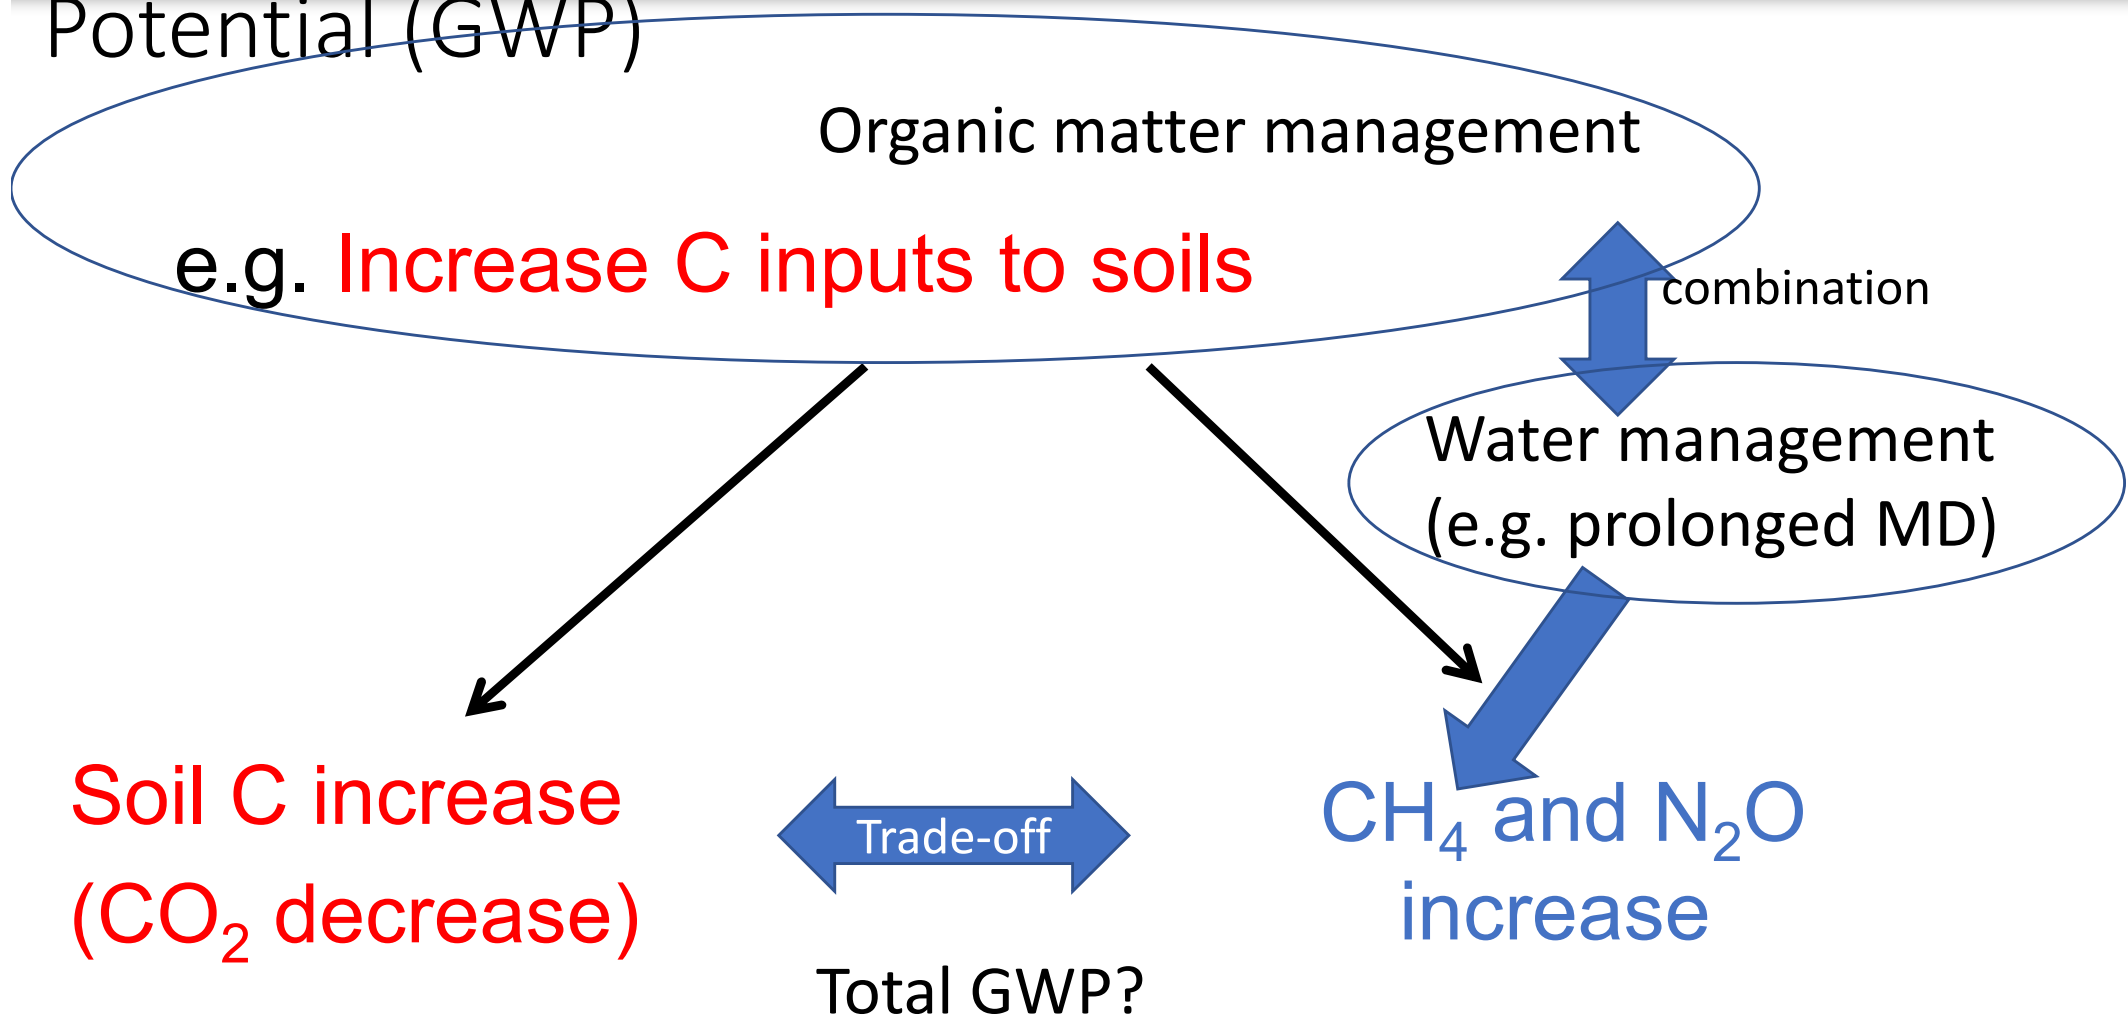 Potential (GWP)
Organic matter management
e.g. Increase C inputs to soils
combination
Water management
(e.g. prolonged MD)
Soil C increase
(CO₂ decrease)
Trade-off
CH₄ and N₂O
increase
Total GWP?